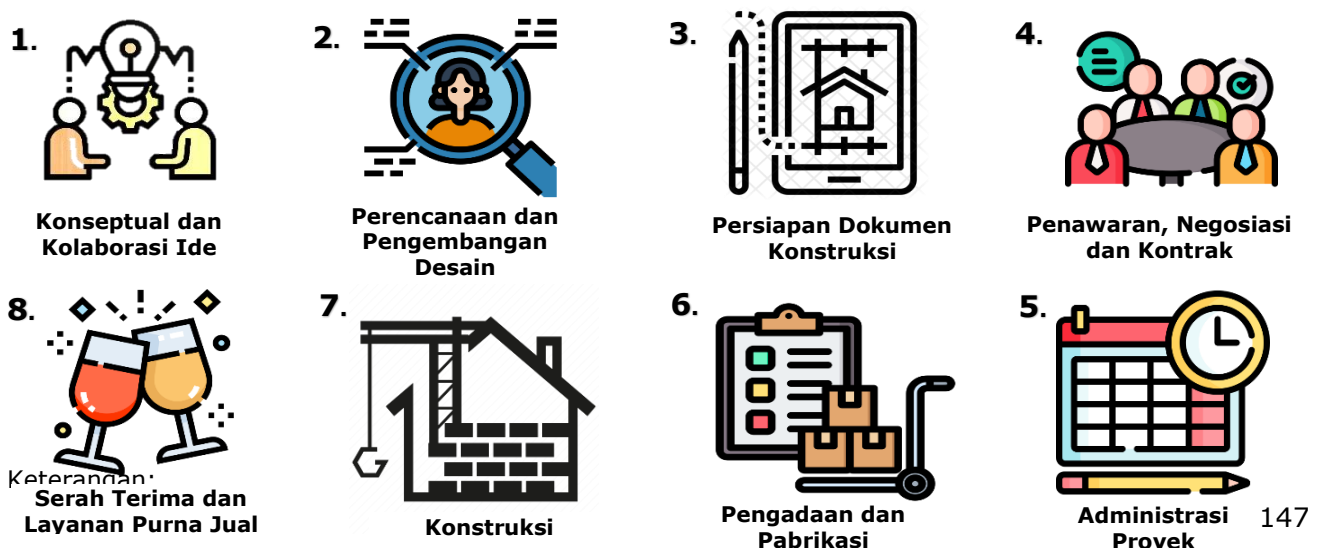 1.
Konseptual dan
Kolaborasi Ide
2.
Perencanaan dan
Pengembangan
Desain
3.
Persiapan Dokumen
Konstruksi
4.
Penawaran, Negosiasi
dan Kontrak
8.
Keterangan:
Serah Terima dan
Layanan Purna Jual
7.
Konstruksi
6.
Pengadaan dan
Pabrikasi
5.
Administrasi
Proyek
147